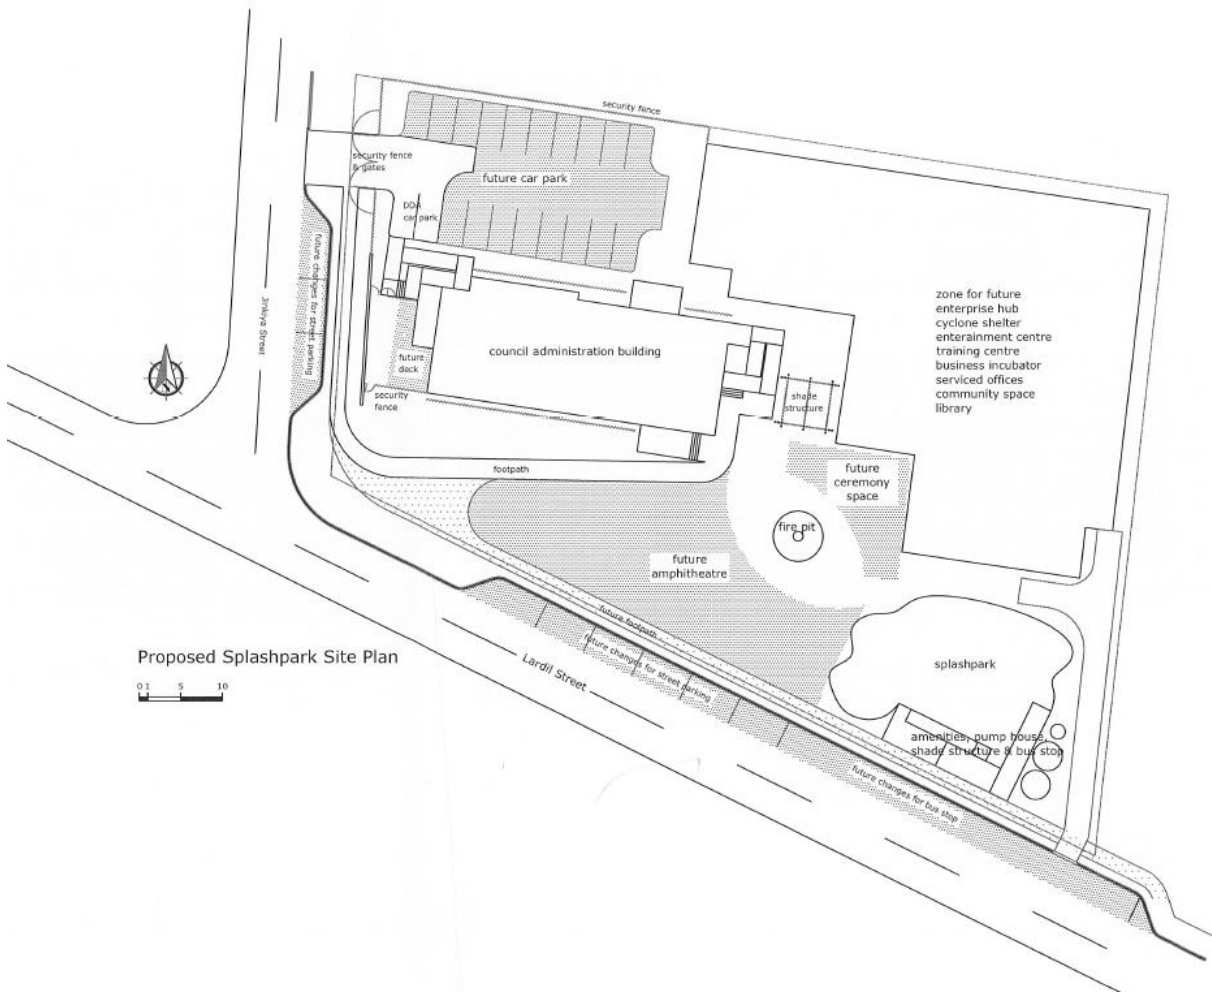 security fence
security fence
& gates
future car park
DDA
car park
future changes for street parking
Jinkiya Street
zone for future
enterprise hub
cyclone shelter
enterainment centre
training centre
business incubator
serviced offices
community space
library
council administration building
future
deck
security
fence
shade
structure
footpath
future
ceremony
space
fire pit
future
amphitheatre
future footpath
future changes for street parking
Lardil Street
splashpark
Proposed Splashpark Site Plan
0 1 5 10
amenities, pump house,
shade structure & bus stop
future changes for bus stop